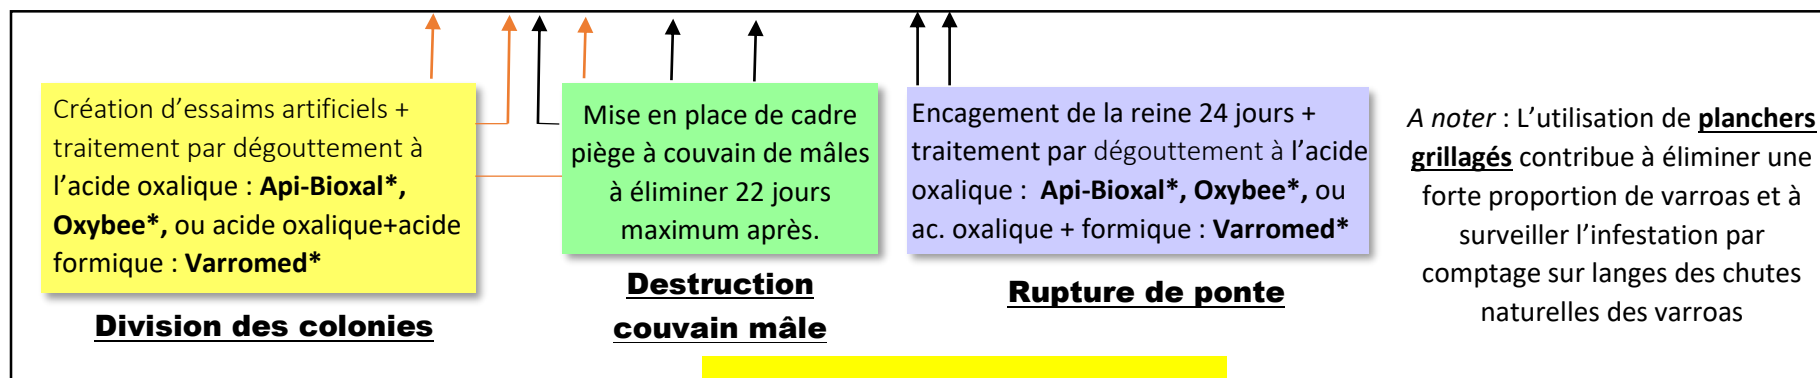 Création d’essaims artificiels +
traitement par dégouttement à
l’acide oxalique : Api-Bioxal*,
Oxybee*, ou acide oxalique+acide
formique : Varromed*
Division des colonies
Mise en place de cadre
piège à couvain de mâles
à éliminer 22 jours
maximum après.
Destruction
couvain mâle
Encagement de la reine 24 jours +
traitement par dégouttement à l’acide
oxalique : Api-Bioxal*, Oxybee*, ou
ac. oxalique + formique : Varromed*
Rupture de ponte
A noter : L’utilisation de planchers
grillagés contribue à éliminer une
forte proportion de varroas et à
surveiller l’infestation par
comptage sur langes des chutes
naturelles des varroas